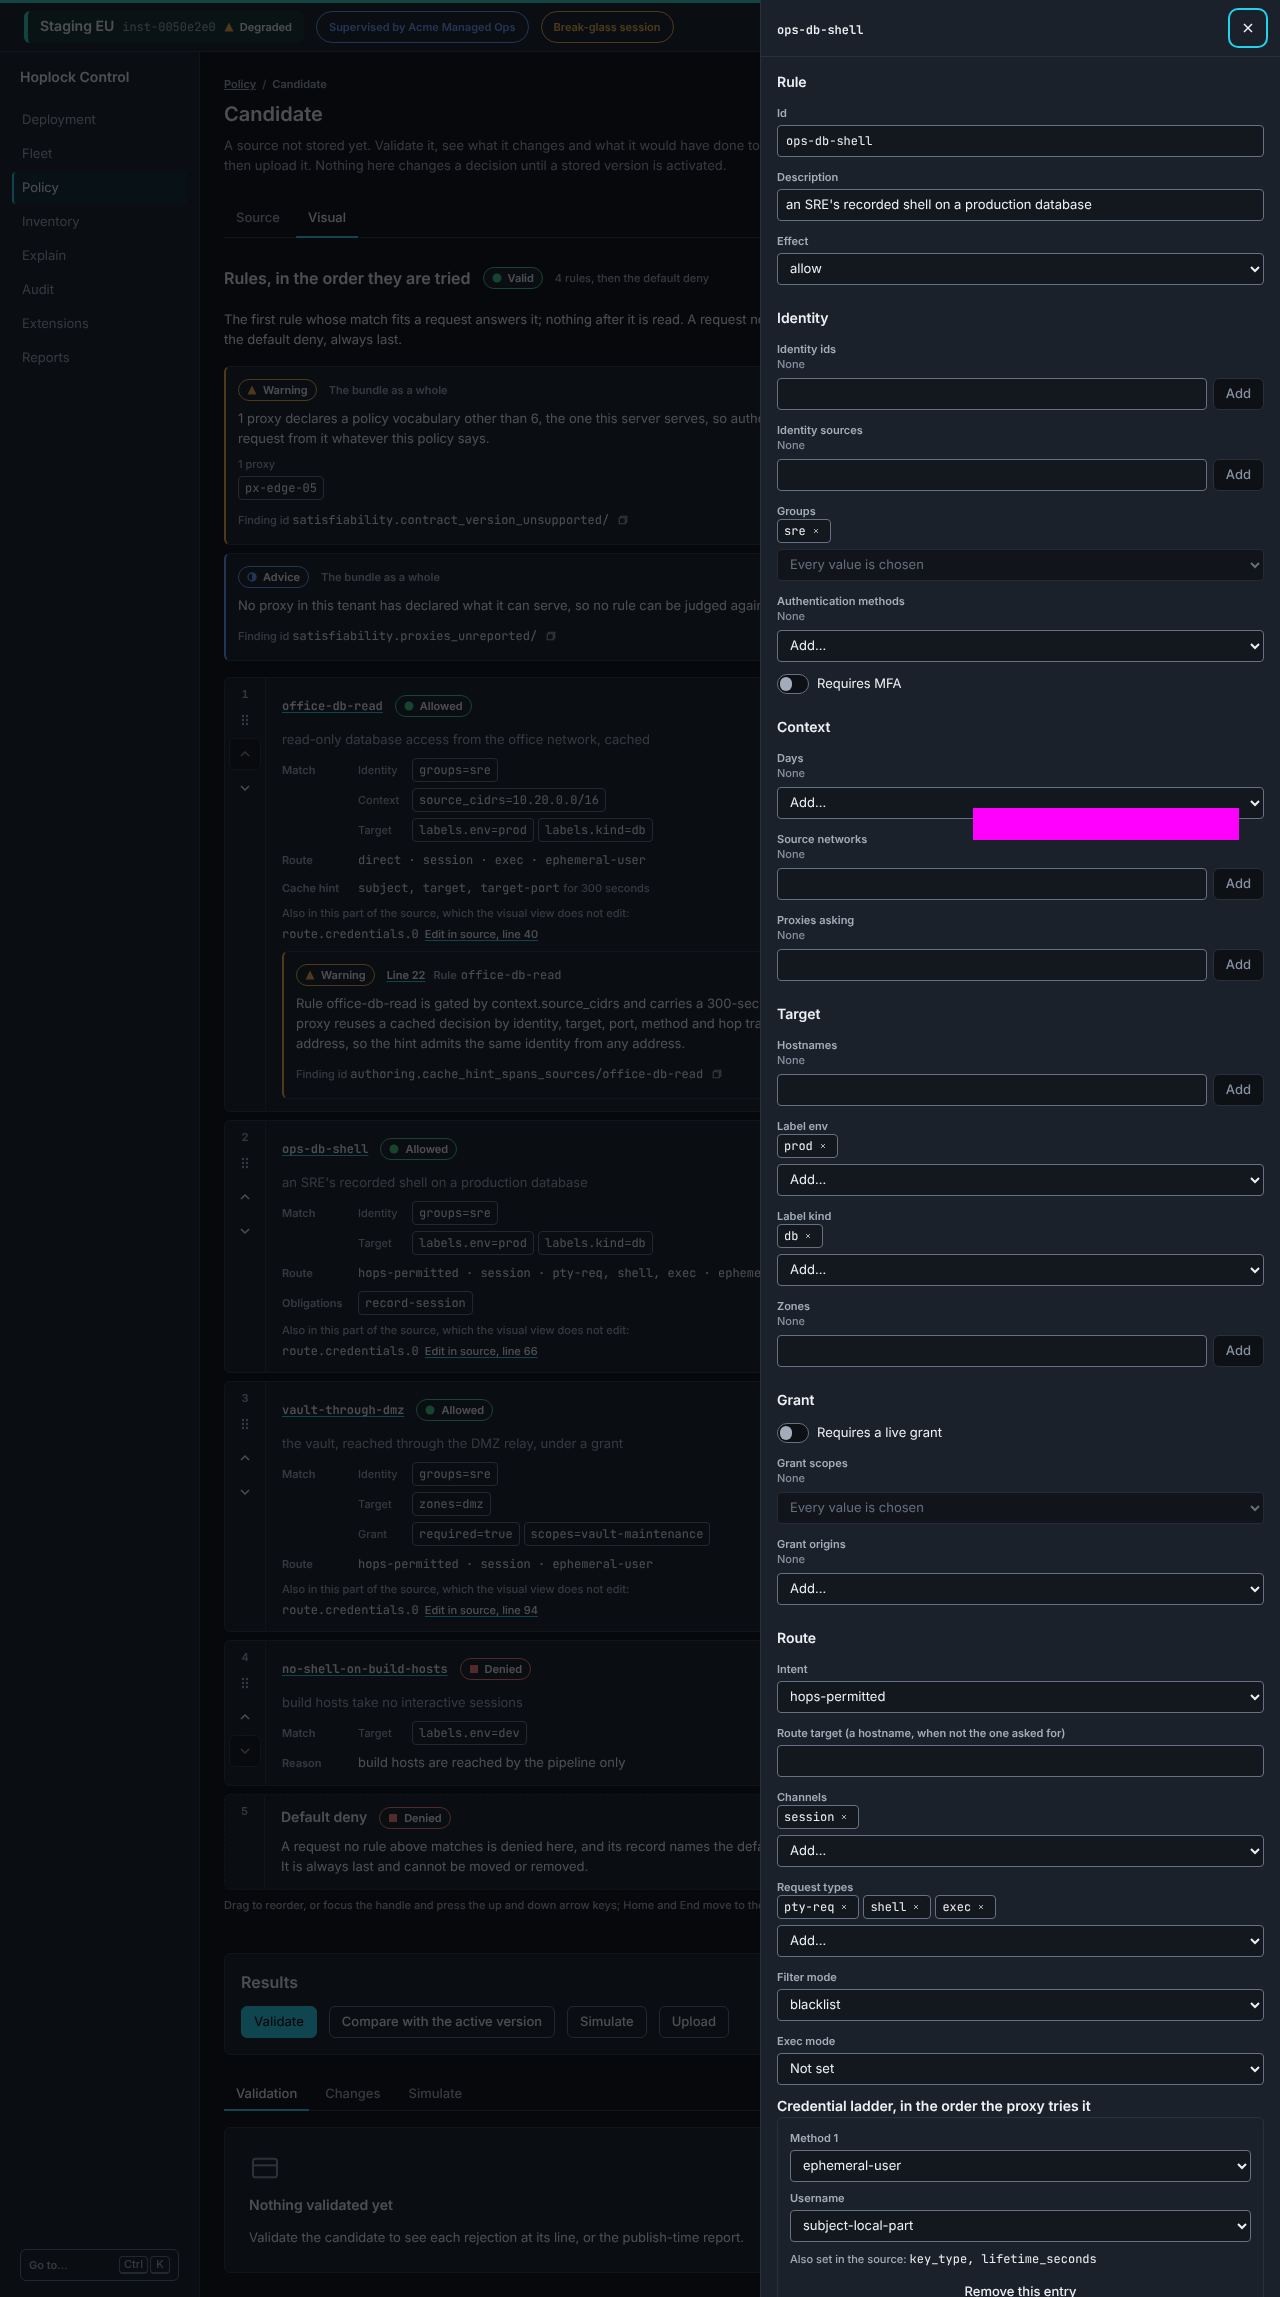 Staging EU inst-0050e2e0 Degraded
Supervised by Acme Managed Ops
Break-glass session
Hoplock Control
Deployment
Fleet
Policy
Inventory
Explain
Audit
Extensions
Reports
Go to... Ctrl K
Policy / Candidate
Candidate
A source not stored yet. Validate it, see what it changes and what it would have done to
then upload it. Nothing here changes a decision until a stored version is activated.
Source Visual
Rules, in the order they are tried Valid 4 rules, then the default deny
The first rule whose match fits a request answers it; nothing after it is read. A request
the default deny, always last.
Warning The bundle as a whole
1 proxy declares a policy vocabulary other than 6, the one this server serves, so
request from it whatever this policy says.
1 proxy
px-edge-05
Finding id satisfiability.contract_version_unsupported/
Advice The bundle as a whole
No proxy in this tenant has declared what it can serve, so no rule can be judged
Finding id satisfiability.proxies_unreported/
1
office-db-read Allowed
read-only database access from the office network, cached
Match Identity groups=sre
Context source_cidrs=10.20.0.0/16
Target labels.env=prod labels.kind=db
Route direct · session · exec · ephemeral-user
Cache hint subject, target, target-port for 300 seconds
Also in this part of the source, which the visual view does not edit:
route.credentials.0 Edit in source, line 40
Warning Line 22 Rule office-db-read
Rule office-db-read is gated by context.source_cidrs and carries a
proxy reuses a cached decision by identity, target, port, method and hop
address, so the hint admits the same identity from any address.
Finding id authoring.cache_hint_spans_sources/office-db-read
2
ops-db-shell Allowed
an SRE's recorded shell on a production database
Match Identity groups=sre
Target labels.env=prod labels.kind=db
Route hops-permitted · session · pty-req, shell, exec ·
Obligations record-session
Also in this part of the source, which the visual view does not edit:
route.credentials.0 Edit in source, line 66
3
vault-through-dmz Allowed
the vault, reached through the DMZ relay, under a grant
Match Identity groups=sre
Target zones=dmz
Grant required=true scopes=vault-maintenance
Route hops-permitted · session · ephemeral-user
Also in this part of the source, which the visual view does not edit:
route.credentials.0 Edit in source, line 94
4
no-shell-on-build-hosts Denied
build hosts take no interactive sessions
Match Target labels.env=dev
Reason build hosts are reached by the pipeline only
5
Default deny Denied
A request no rule above matches is denied here, and its record names the
It is always last and cannot be moved or removed.
Drag to reorder, or focus the handle and press the up and down arrow keys; Home and End move to the
Results
Validate Compare with the active version Simulate Upload
Validation Changes Simulate
Nothing validated yet
Validate the candidate to see each rejection at its line, or the publish-time report.
ops-db-shell
Rule
Id
ops-db-shell
Description
an SRE's recorded shell on a production database
Effect
allow
Identity
Identity ids
None
Add
Identity sources
None
Add
Groups
sre ×
Every value is chosen
Authentication methods
None
Add...
Requires MFA
Context
Days
None
Add...
Source networks
None
Add
Proxies asking
None
Add
Target
Hostnames
None
Add
Label env
prod ×
Add...
Label kind
db ×
Add...
Zones
None
Add
Grant
Requires a live grant
Grant scopes
None
Every value is chosen
Grant origins
None
Add...
Route
Intent
hops-permitted
Route target (a hostname, when not the one asked for)
Channels
session ×
Add...
Request types
pty-req × shell × exec ×
Add...
Filter mode
blacklist
Exec mode
Not set
Credential ladder, in the order the proxy tries it
Method 1
ephemeral-user
Username
subject-local-part
Also set in the source: key_type, lifetime_seconds
Remove this entry